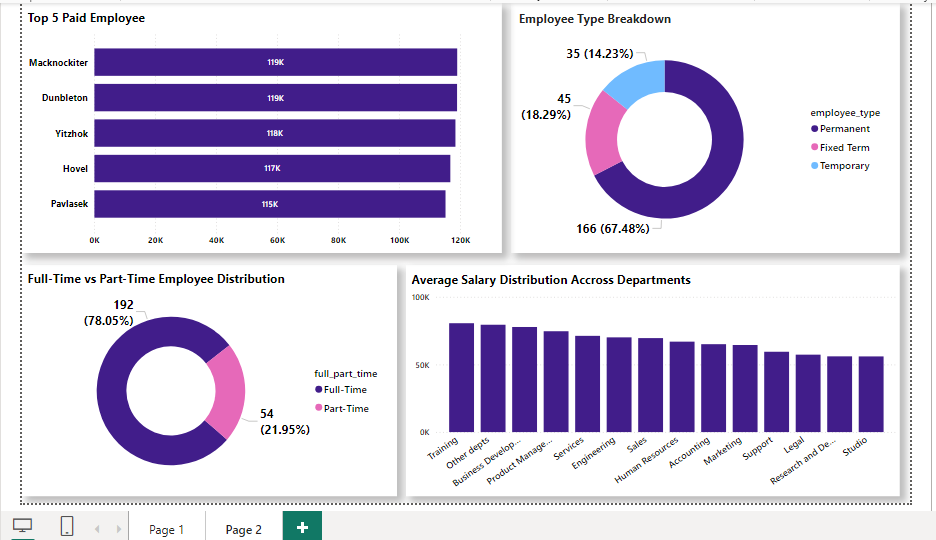 Top 5 Paid Employee
Macknockiter
119K
Dunbleton
119K
Yitzhok
118K
Hovel
117K
Pavlasek
115K
0K
20K
40K
60K
80K
100K
120K
Employee Type Breakdown
35 (14.23%)
45
(18.29%)
166 (67.48%)
employee_type
Permanent
Fixed Term
Temporary
Full-Time vs Part-Time Employee Distribution
192
(78.05%)
54
(21.95%)
full_part_time
Full-Time
Part-Time
Average Salary Distribution Accross Departments
100K
50K
0K
Training
Other depts
Business Develop...
Product Manage...
Services
Engineering
Sales
Human Resources
Accounting
Marketing
Support
Legal
Research and De...
Studio
Page 1
Page 2